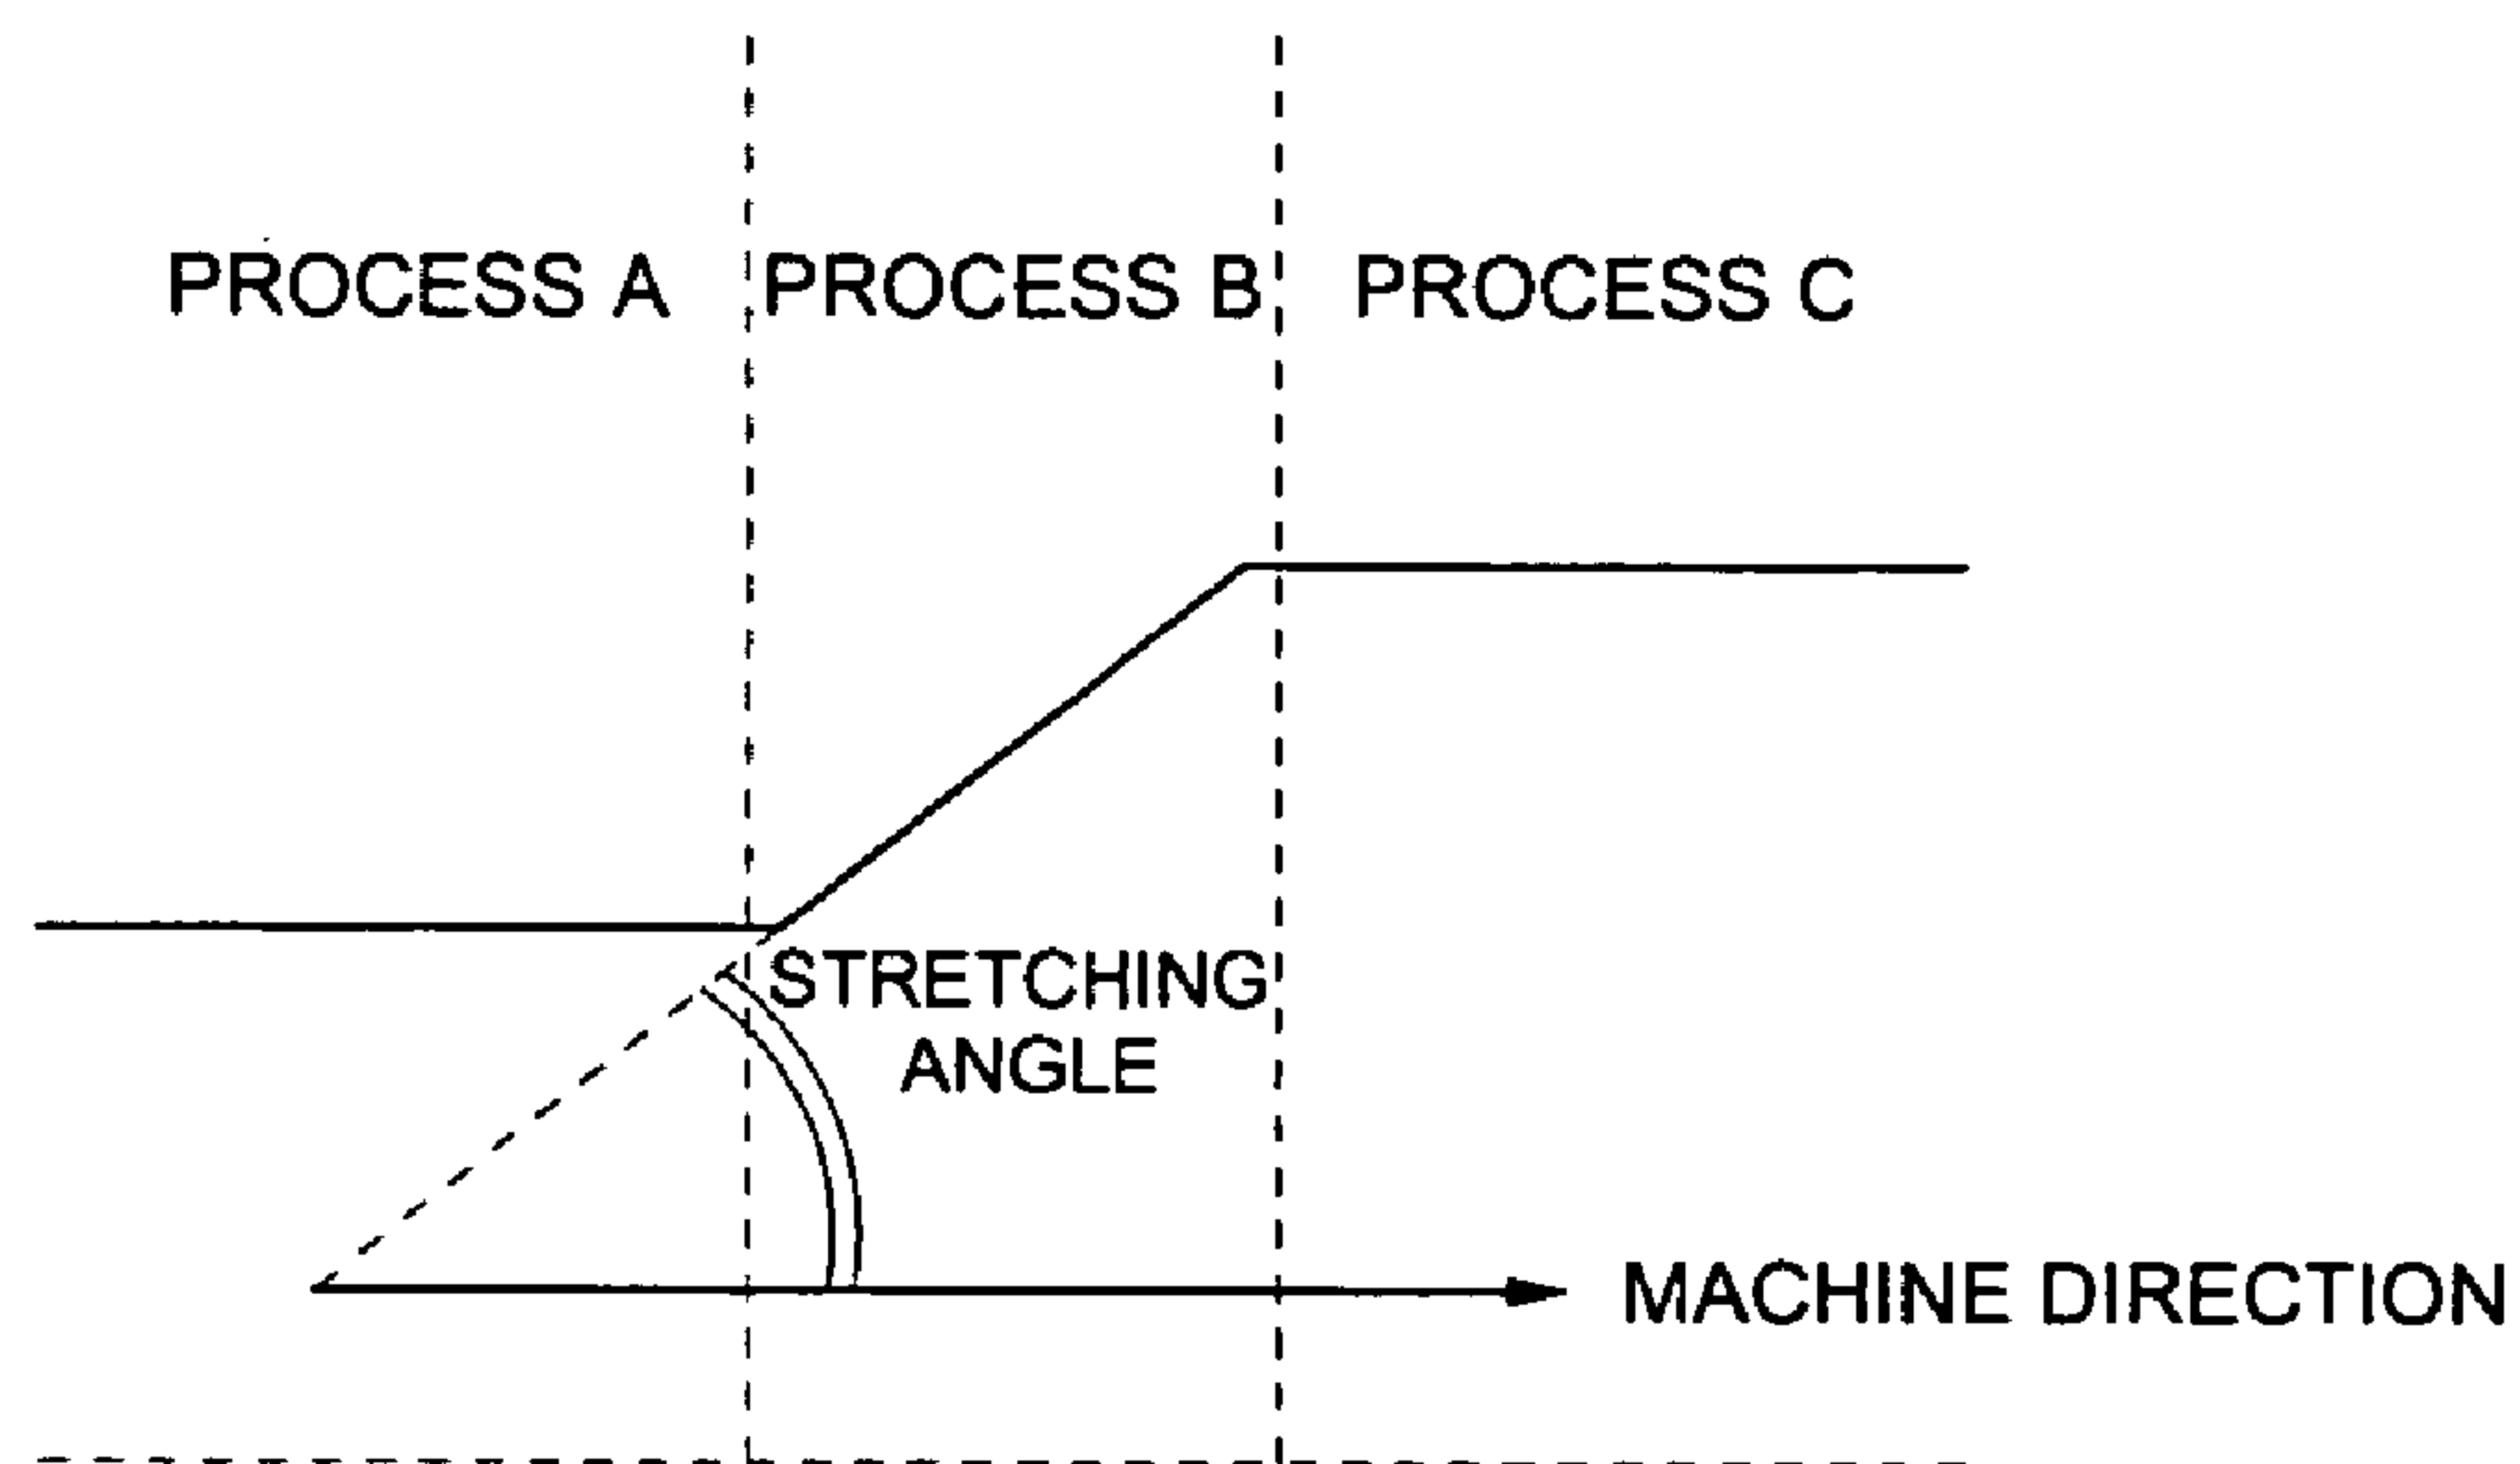 PROCESS A
PROCESS B
PROCESS C
STRETCHING
ANGLE
MACHINE DIRECTION